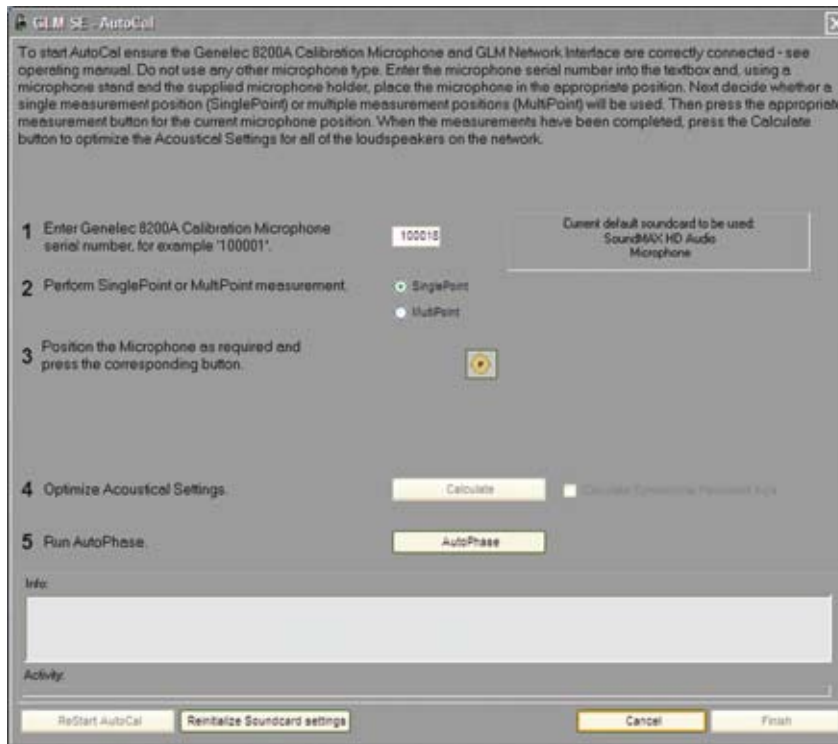 GLM SE - AutoCal
To start AutoCal ensure the Genelec 8200A Calibration Microphone and GLM Network Interface are correctly connected - see
operating manual. Do not use any other microphone type. Enter the microphone serial number into the textbox and, using a
microphone stand and the supplied microphone holder, place the microphone in the appropriate position. Next decide whether a
single measurement position (SinglePoint) or multiple measurement positions (MultiPoint) will be used. Then press the appropriate
measurement button for the current microphone position. When the measurements have been completed, press the Calculate
button to optimize the Acoustical Settings for all of the loudspeakers on the network.
1 Enter Genelec 8200A Calibration Microphone
serial number, for example '100001'.
100015
Current default soundcard to be used:
SoundMAX HD Audio
Microphone
2 Perform SinglePoint or MultiPoint measurement.
SinglePoint
MultiPoint
3 Position the Microphone as required and
press the corresponding button.
4 Optimize Acoustical Settings.
Calculate
5 Run AutoPhase.
AutoPhase
Info:
Activity:
ReStart AutoCal
Reinitialize Soundcard settings
Cancel
Finish